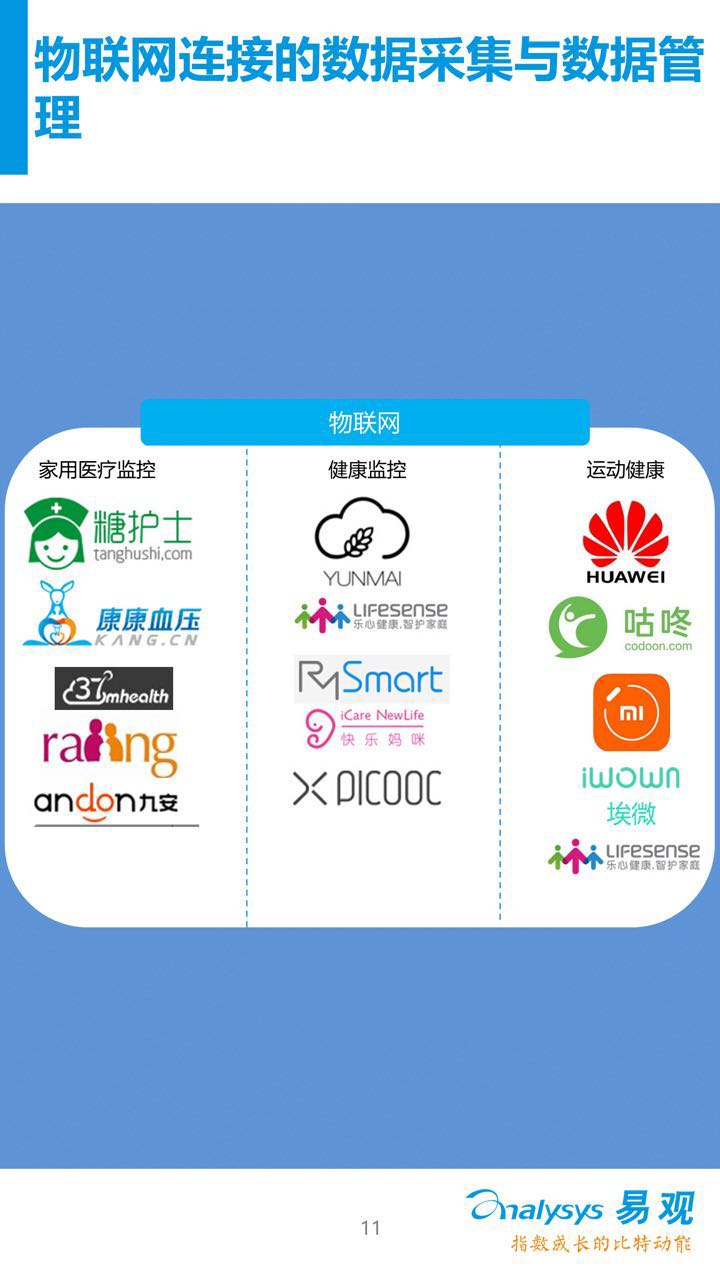 物联网连接的数据采集与数据管
理
物联网
家用医疗监控
糖护士
tanghushi.com
康康血压
KANG.CN
37mhealth
raiing
andon九安
健康监控
YUNMAI
LIFESENSE
乐心健康.智护家庭
RySmart
iCare NewLife
快乐妈咪
PICOOC
运动健康
HUAWEI
咕咚
codoon.com
mi
iwown
埃微
LIFESENSE
乐心健康.智护家庭
11
analysys 易观
指数成长的比特动能